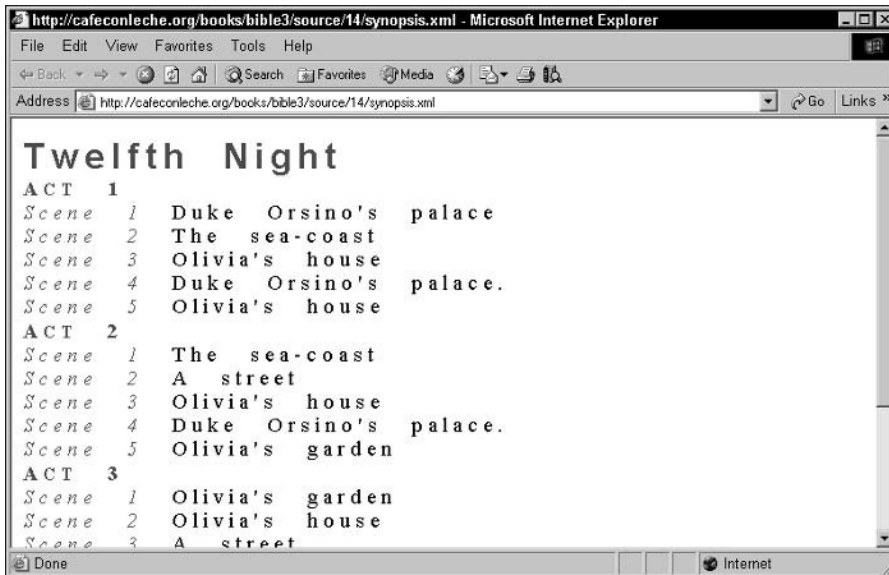 http://cafeconleche.org/books/bible3/source/14/synopsis.xml - Microsoft Internet Explorer
File Edit View Favorites Tools Help
Back Search Favorites Media
Address http://cafeconleche.org/books/bible3/source/14/synopsis.xml Go Links »
Twelfth Night
ACT 1
Scene 1 Duke Orsino's palace
Scene 2 The sea-coast
Scene 3 Olivia's house
Scene 4 Duke Orsino's palace.
Scene 5 Olivia's house
ACT 2
Scene 1 The sea-coast
Scene 2 A street
Scene 3 Olivia's house
Scene 4 Duke Orsino's palace.
Scene 5 Olivia's garden
ACT 3
Scene 1 Olivia's garden
Scene 2 Olivia's house
Scene 3 A street
Done Internet